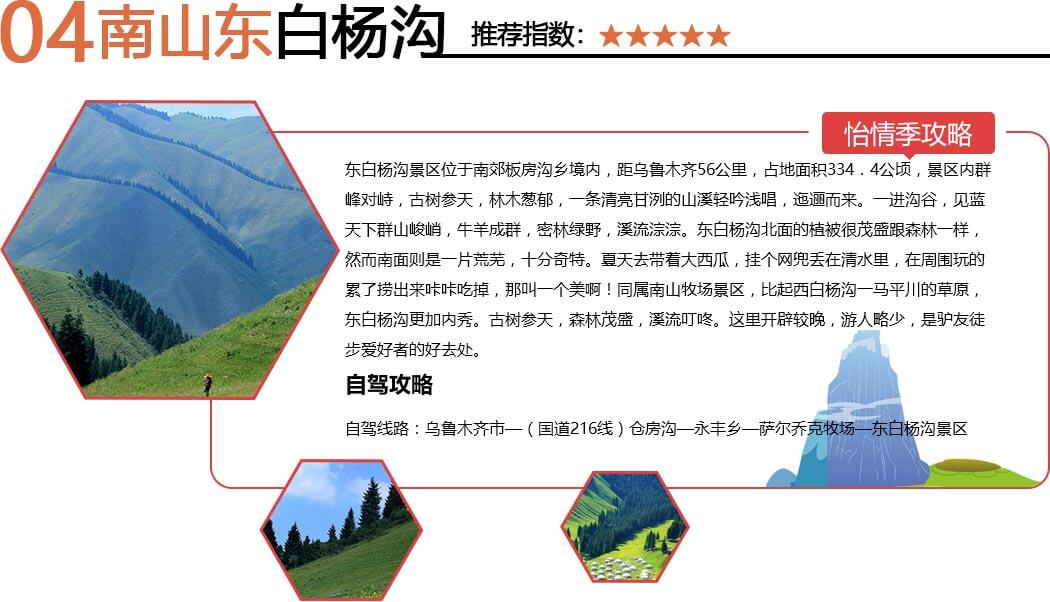 04南山东白杨沟 推荐指数：★★★★★
怡情季攻略
东白杨沟景区位于南郊板房沟乡境内，距乌鲁木齐56公里，占地面积334．4公顷，景区内群
峰对峙，古树参天，林木葱郁，一条清亮甘洌的山溪轻吟浅唱，迤逦而来。一进沟谷，见蓝
天下群山峻峭，牛羊成群，密林绿野，溪流淙淙。东白杨沟北面的植被很茂盛跟森林一样，
然而南面则是一片荒芜，十分奇特。夏天去带着大西瓜，挂个网兜丢在清水里，在周围玩的
累了捞出来咔咔吃掉，那叫一个美啊！同属南山牧场景区，比起西白杨沟一马平川的草原，
东白杨沟更加内秀。古树参天，森林茂盛，溪流叮咚。这里开辟较晚，游人略少，是驴友徒
步爱好者的好去处。
自驾攻略
自驾线路：乌鲁木齐市—（国道216线）仓房沟—永丰乡—萨尔乔克牧场—东白杨沟景区